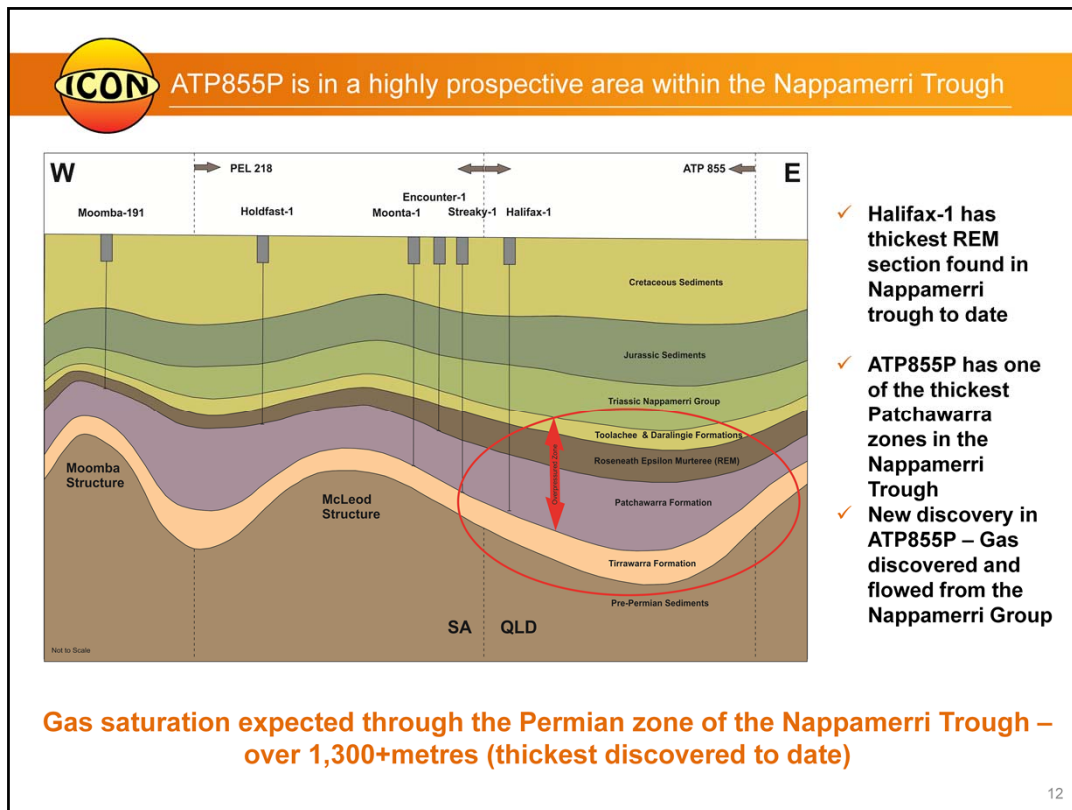 ICON
ATP855P is in a highly prospective area within the Nappamerri Trough
W
PEL 218
ATP 855
E
Encounter-1
Moomba-191
Holdfast-1
Moonta-1
Streaky-1
Halifax-1
Cretaceous Sediments
Jurassic Sediments
Triassic Nappamerri Group
Toolachee & Daralingie Formations
Roseneath Epsilon Murteree (REM)
Overpressured Zone
Moomba
Structure
McLeod
Structure
Patchawarra Formation
Tirrawarra Formation
Pre-Permian Sediments
SA
QLD
Not to Scale
✓ Halifax-1 has
thickest REM
section found in
Nappamerri
trough to date
✓ ATP855P has one
of the thickest
Patchawarra
zones in the
Nappamerri
Trough
✓ New discovery in
ATP855P – Gas
discovered and
flowed from the
Nappamerri Group
Gas saturation expected through the Permian zone of the Nappamerri Trough –
over 1,300+metres (thickest discovered to date)
12